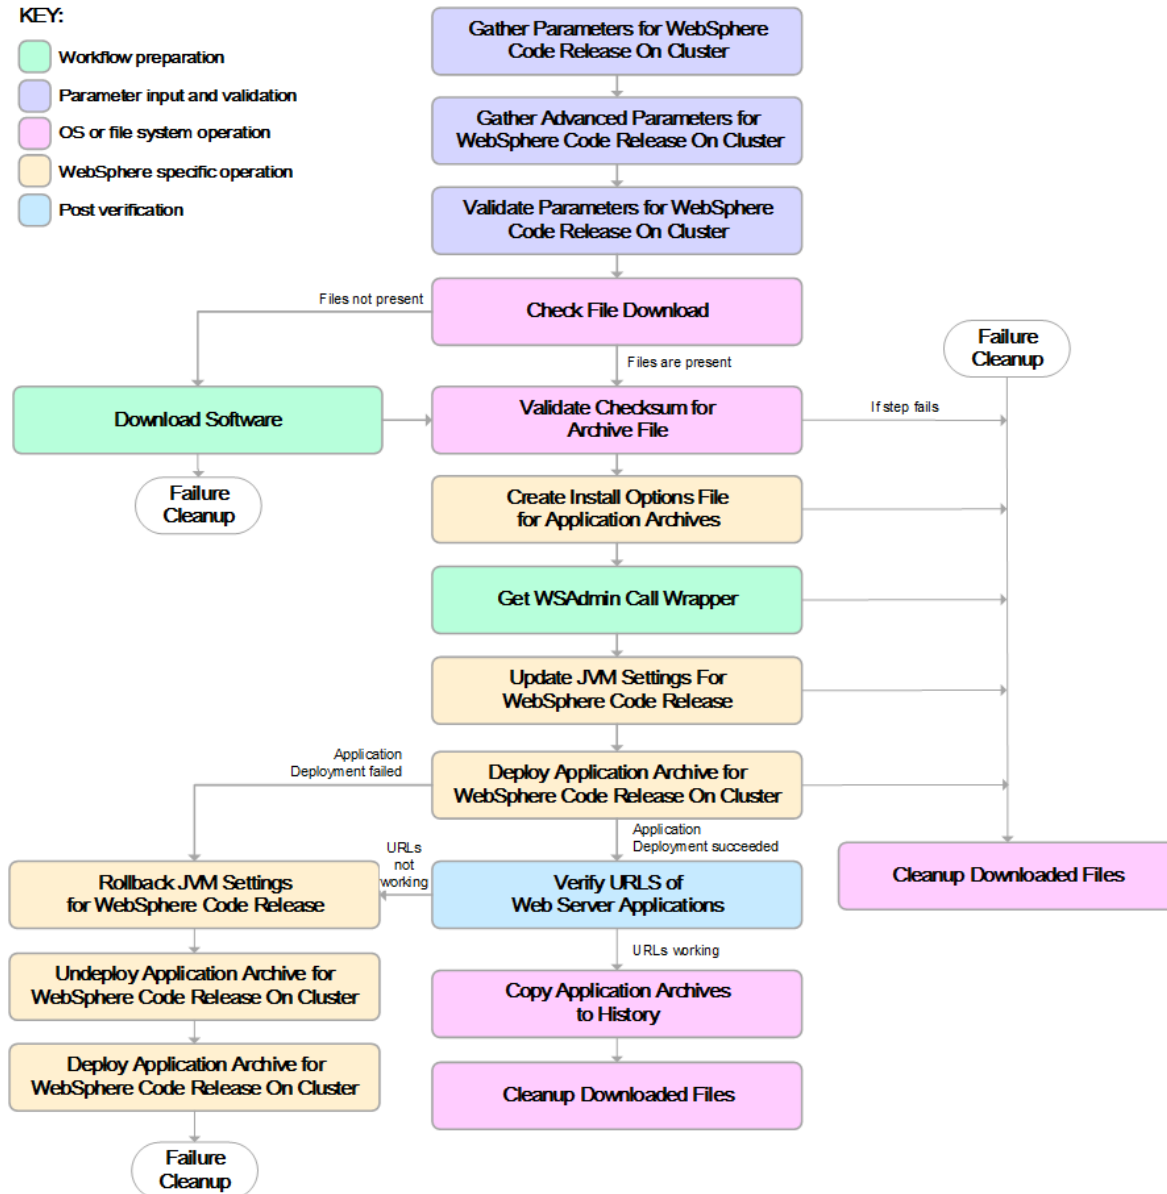 KEY:
Workflow preparation
Parameter input and validation
OS or file system operation
WebSphere specific operation
Post verification
Gather Parameters for WebSphere
Code Release On Cluster
Gather Advanced Parameters for
WebSphere Code Release On Cluster
Validate Parameters for WebSphere
Code Release On Cluster
Files not present
Check File Download
Files are present
Failure
Cleanup
Download Software
Validate Checksum for
Archive File
If step fails
Failure
Cleanup
Create Install Options File
for Application Archives
Get WSAdmin Call Wrapper
Update JVM Settings For
WebSphere Code Release
Application
Deployment failed
Deploy Application Archive for
WebSphere Code Release On Cluster
Application
Deployment succeeded
URLs
not
working
Rollback JVM Settings
for WebSphere Code Release
Verify URLS of
Web Server Applications
Cleanup Downloaded Files
URLs working
Undeploy Application Archive for
WebSphere Code Release On Cluster
Copy Application Archives
to History
Deploy Application Archive for
WebSphere Code Release On Cluster
Cleanup Downloaded Files
Failure
Cleanup